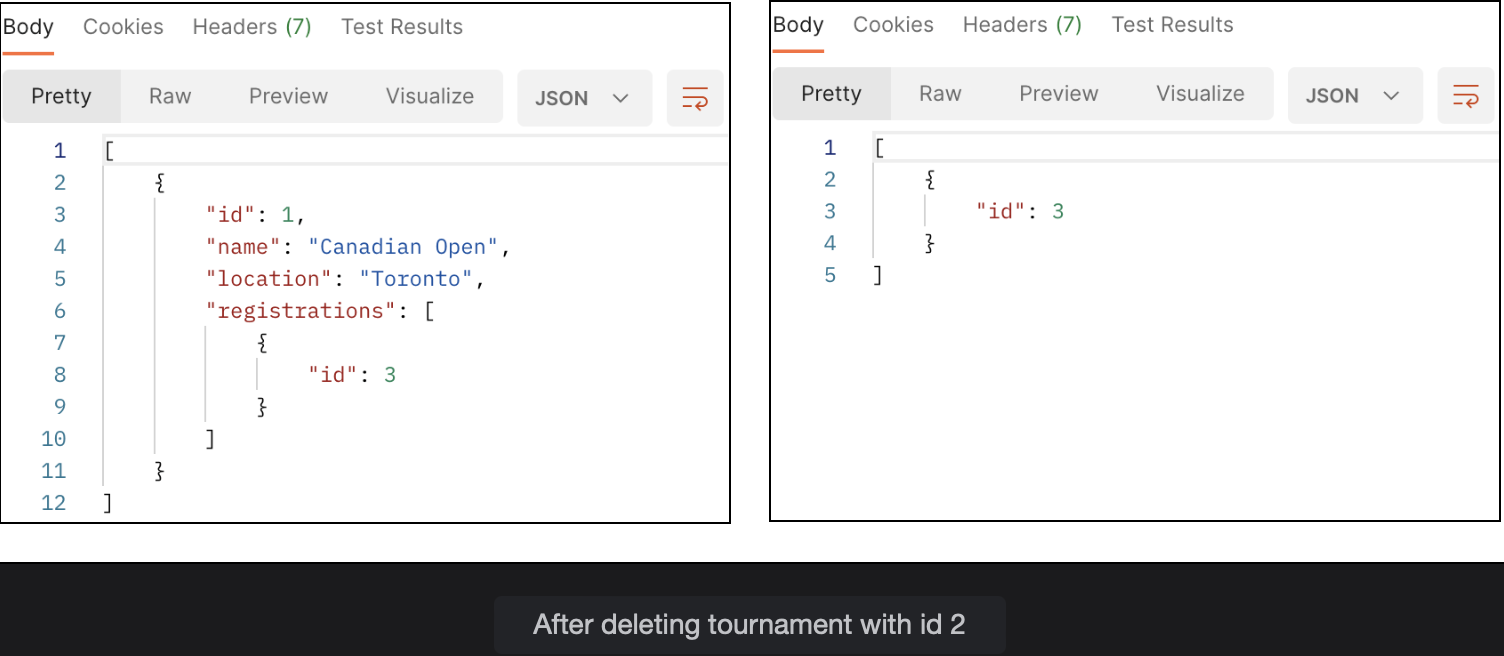 Body Cookies Headers (7) Test Results
Pretty Raw Preview Visualize JSON
1 [
2 {
3 "id": 1,
4 "name": "Canadian Open",
5 "location": "Toronto",
6 "registrations": [
7 {
8 "id": 3
9 }
10 ]
11 }
12 ]
Body Cookies Headers (7) Test Results
Pretty Raw Preview Visualize JSON
1 [
2 {
3 "id": 3
4 }
5 ]
After deleting tournament with id 2